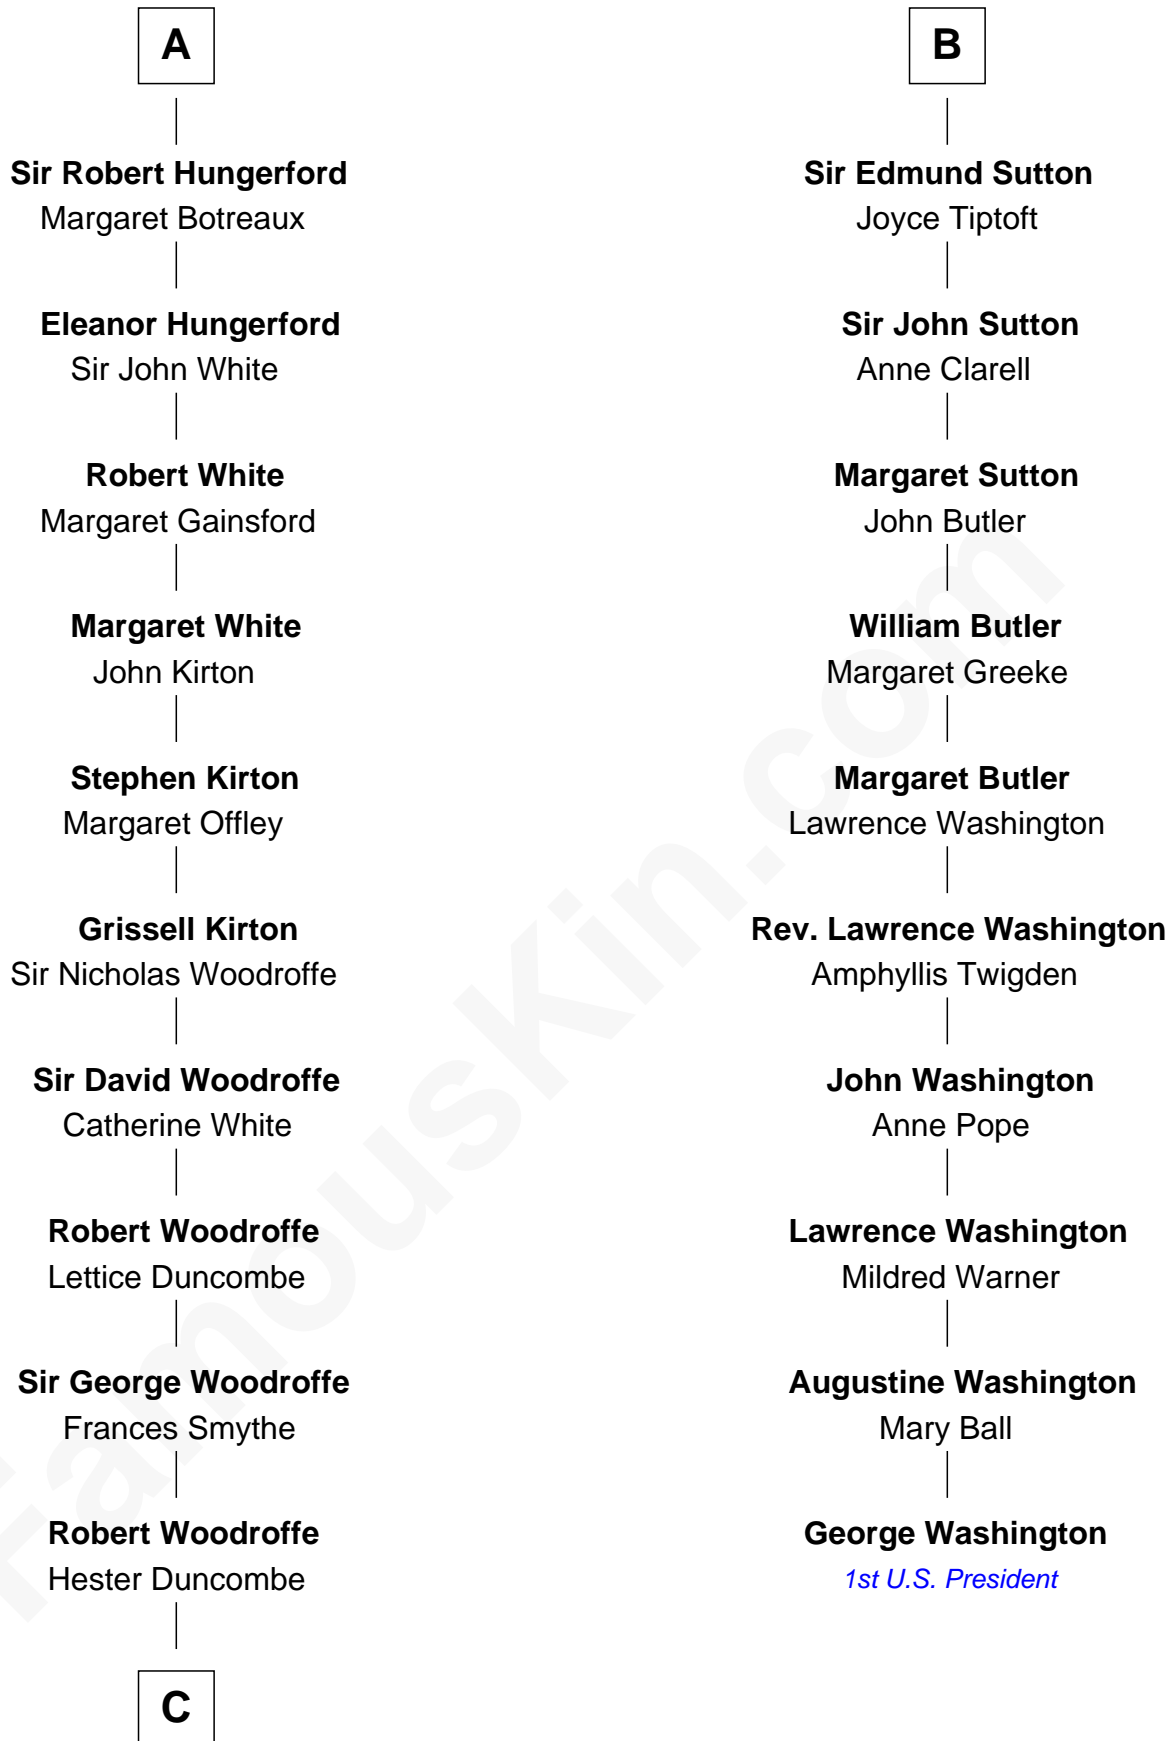 A
Sir Robert Hungerford
Margaret Botreaux
Eleanor Hungerford
Sir John White
Robert White
Margaret Gainsford
Margaret White
John Kirton
Stephen Kirton
Margaret Offley
Grissell Kirton
Sir Nicholas Woodroffe
Sir David Woodroffe
Catherine White
Robert Woodroffe
Lettice Duncombe
Sir George Woodroffe
Frances Smythe
Robert Woodroffe
Hester Duncombe
C
B
Sir Edmund Sutton
Joyce Tiptoft
Sir John Sutton
Anne Clarell
Margaret Sutton
John Butler
William Butler
Margaret Greeke
Margaret Butler
Lawrence Washington
Rev. Lawrence Washington
Amphyllis Twigden
John Washington
Anne Pope
Lawrence Washington
Mildred Warner
Augustine Washington
Mary Ball
George Washington
1st U.S. President
FamousKin.com